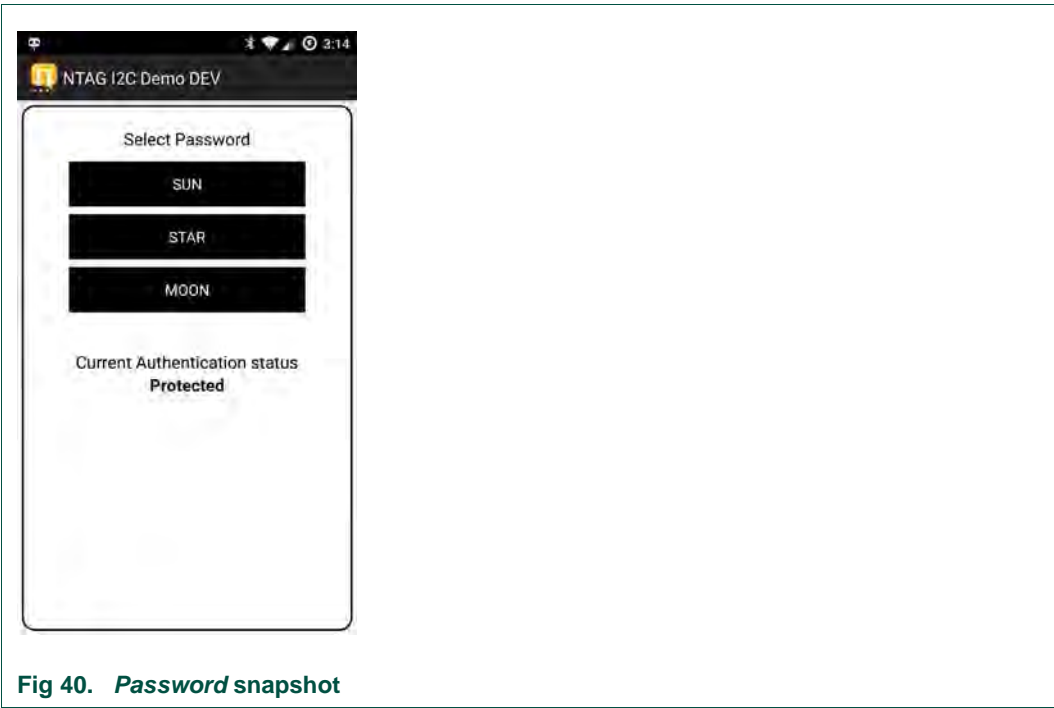 3:14
NTAG I2C Demo DEV
Select Password
SUN
STAR
MOON
Current Authentication status
Protected
Fig 40. Password snapshot